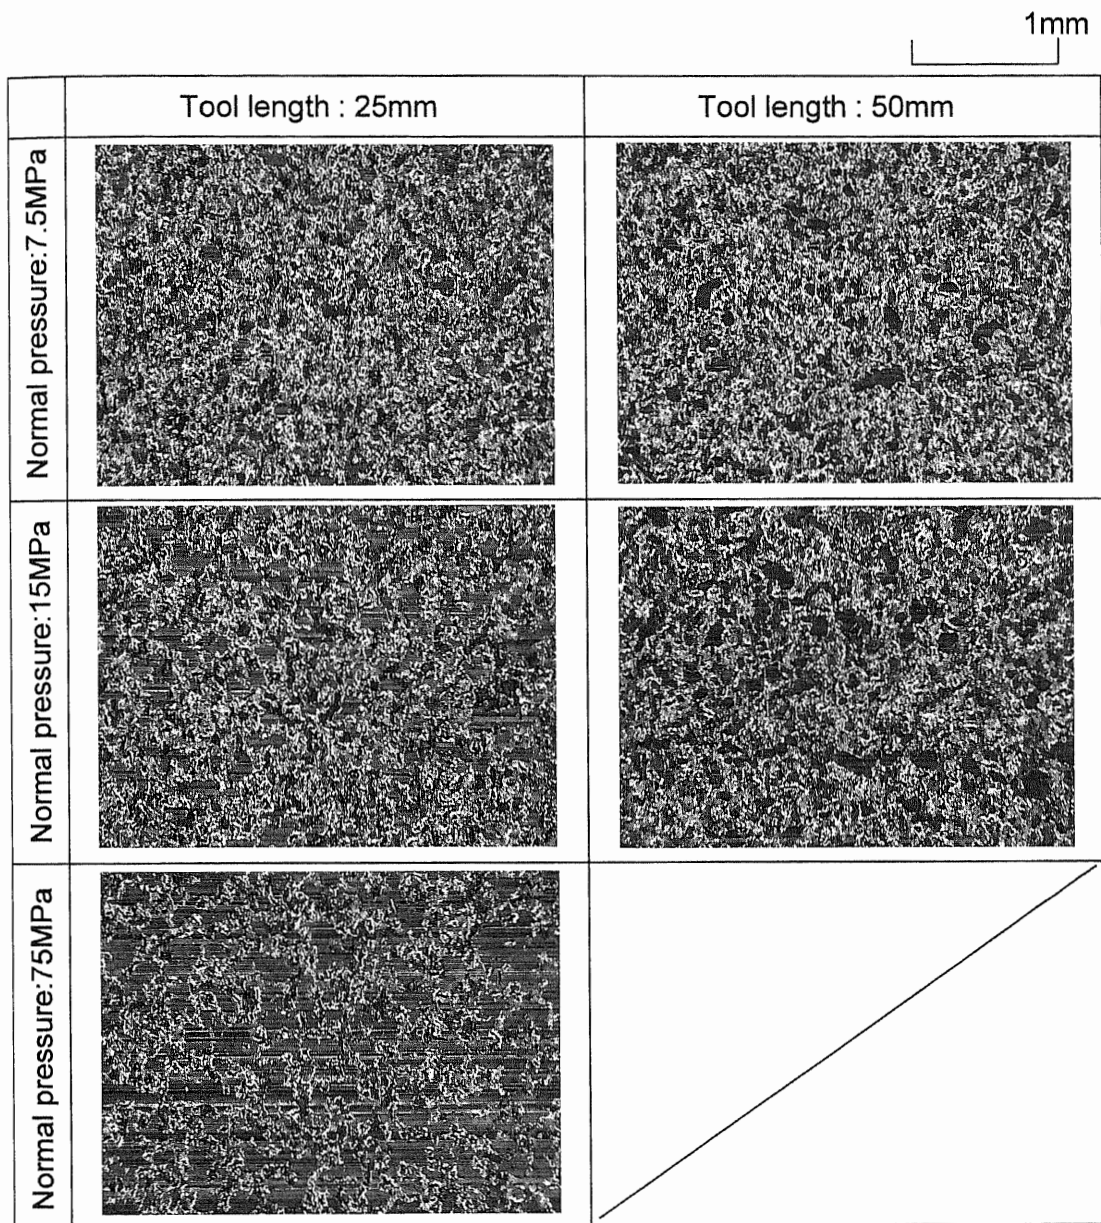 1mm
Tool length : 25mm
Tool length : 50mm
Normal pressure:7.5MPa
Normal pressure:15MPa
Normal pressure:75MPa